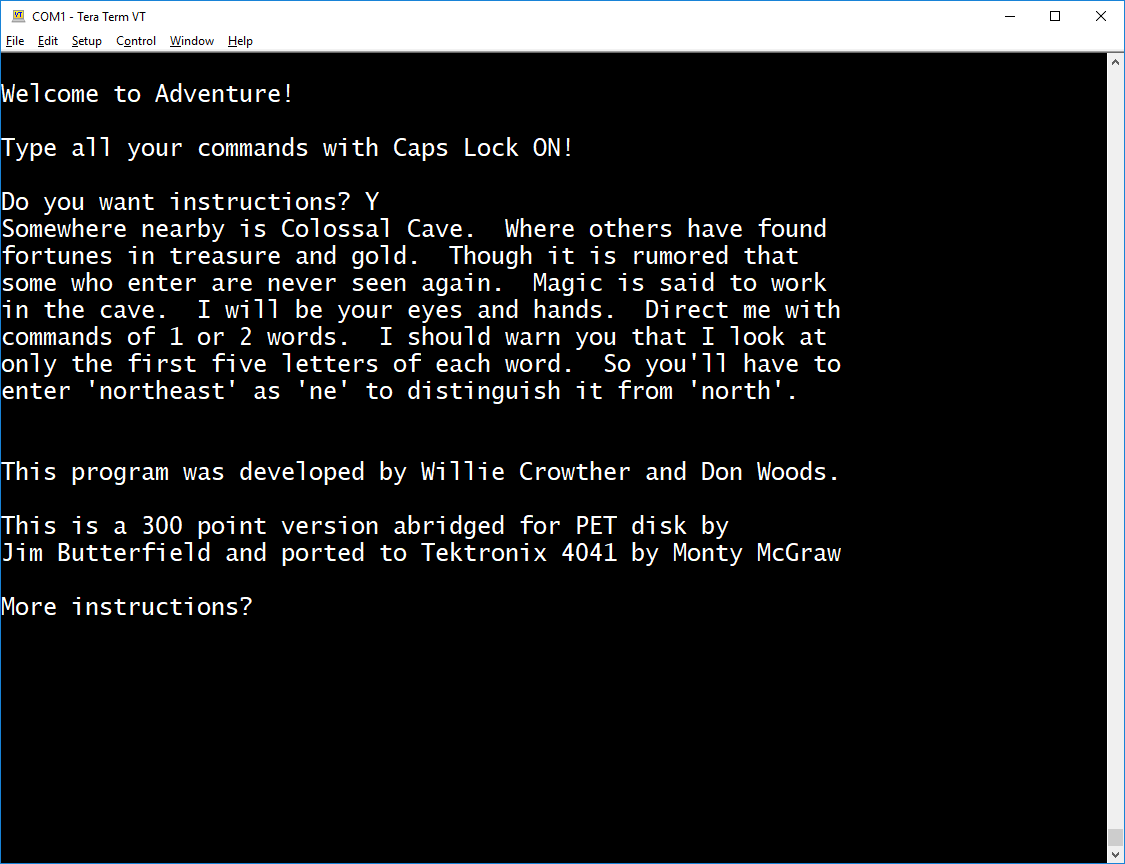 COM1 - Tera Term VT
File Edit Setup Control Window Help
Welcome to Adventure!
Type all your commands with Caps Lock ON!
Do you want instructions? Y
Somewhere nearby is Colossal Cave.  Where others have found
fortunes in treasure and gold.  Though it is rumored that
some who enter are never seen again.  Magic is said to work
in the cave.  I will be your eyes and hands.  Direct me with
commands of 1 or 2 words.  I should warn you that I look at
only the first five letters of each word.  So you'll have to
enter 'northeast' as 'ne' to distinguish it from 'north'.
This program was developed by Willie Crowther and Don Woods.
This is a 300 point version abridged for PET disk by
Jim Butterfield and ported to Tektronix 4041 by Monty McGraw
More instructions?